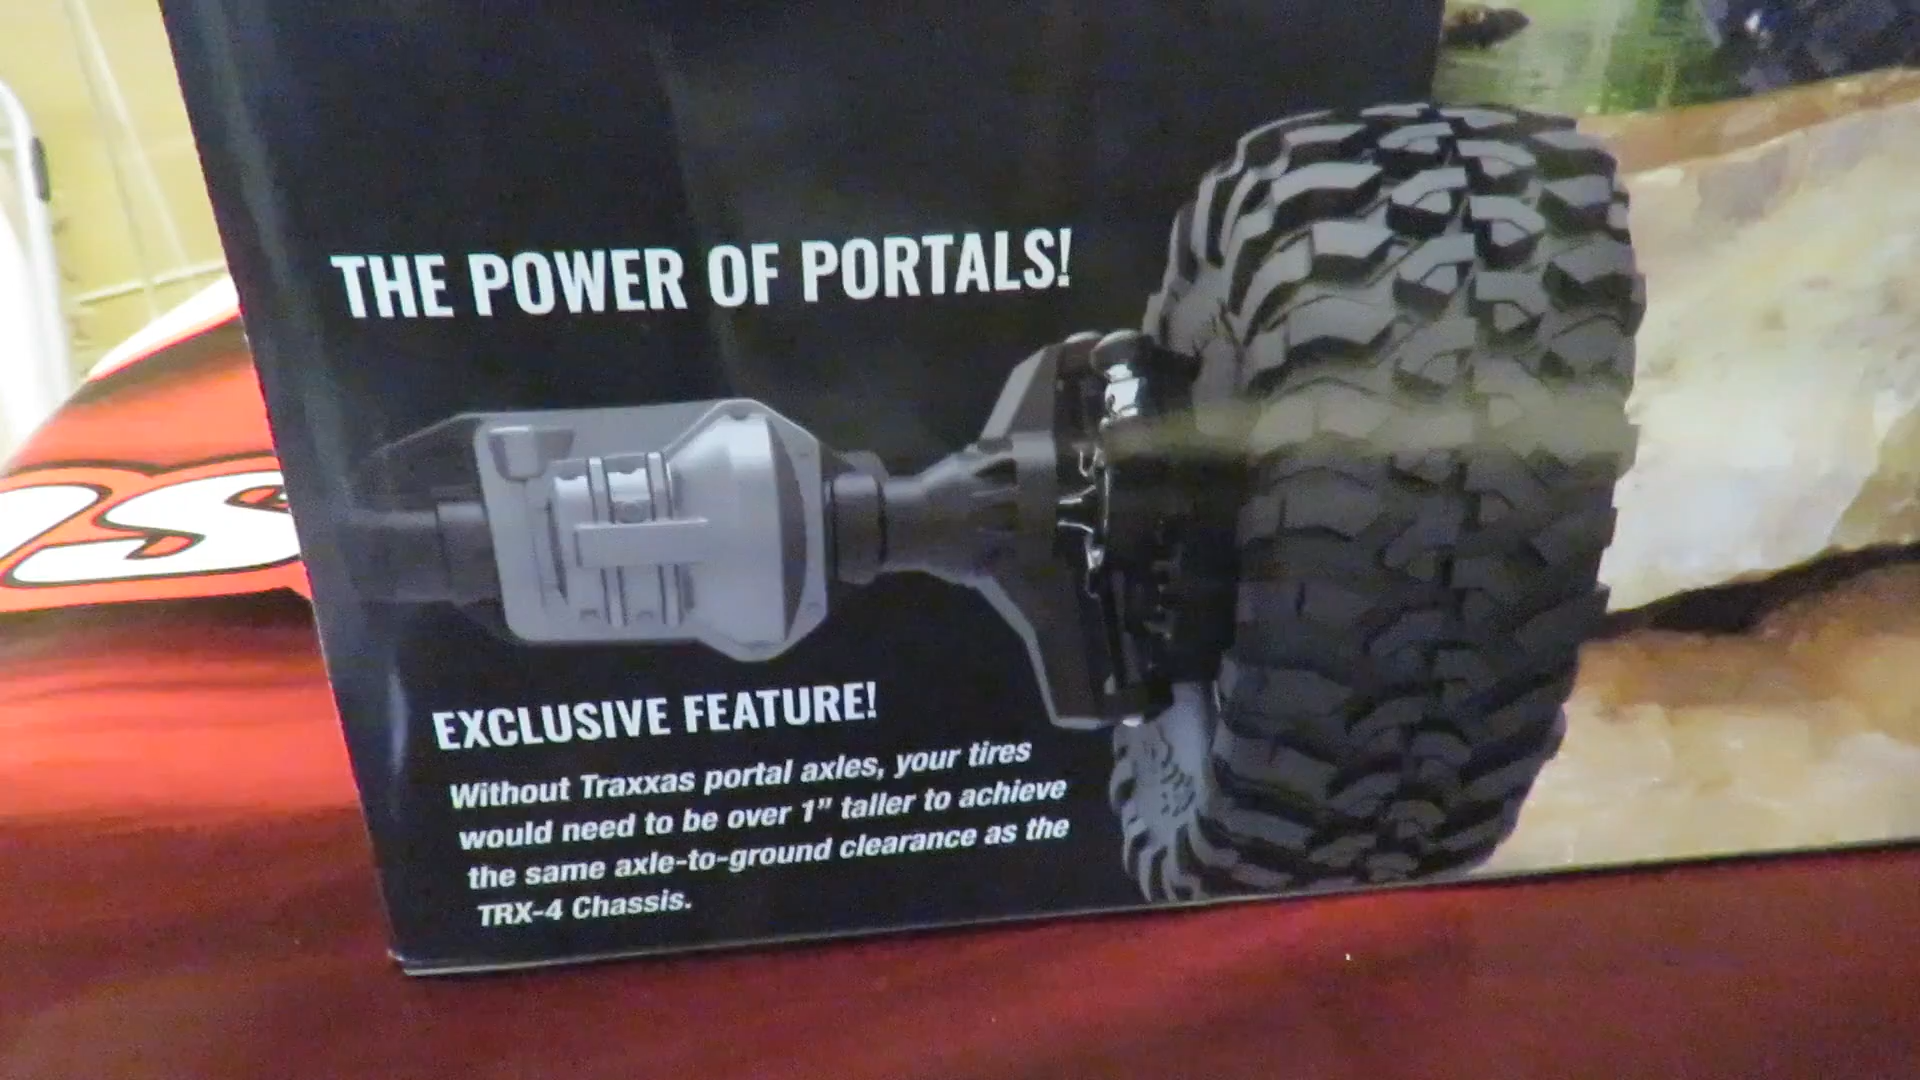 THE POWER OF PORTALS!
EXCLUSIVE FEATURE!
Without Traxxas portal axles, your tires
would need to be over 1” taller to achieve
the same axle-to-ground clearance as the
TRX-4 Chassis.